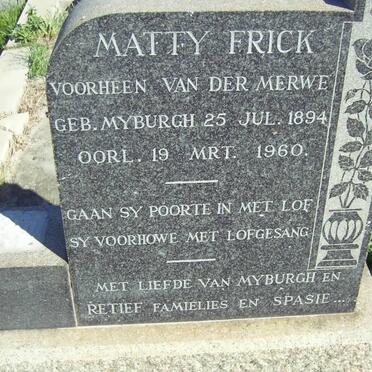 MATTY FRICK
VOORHEEN VAN DER MERWE
GEB. MYBURGH 25 JUL. 1894
OORL. 19 MRT. 1960.
GAAN SY POORTE IN MET LOF
SY VOORHOWE MET LOFGESANG
MET LIEFDE VAN MYBURGH EN
RETIEF FAMIELIES EN SPASIE...